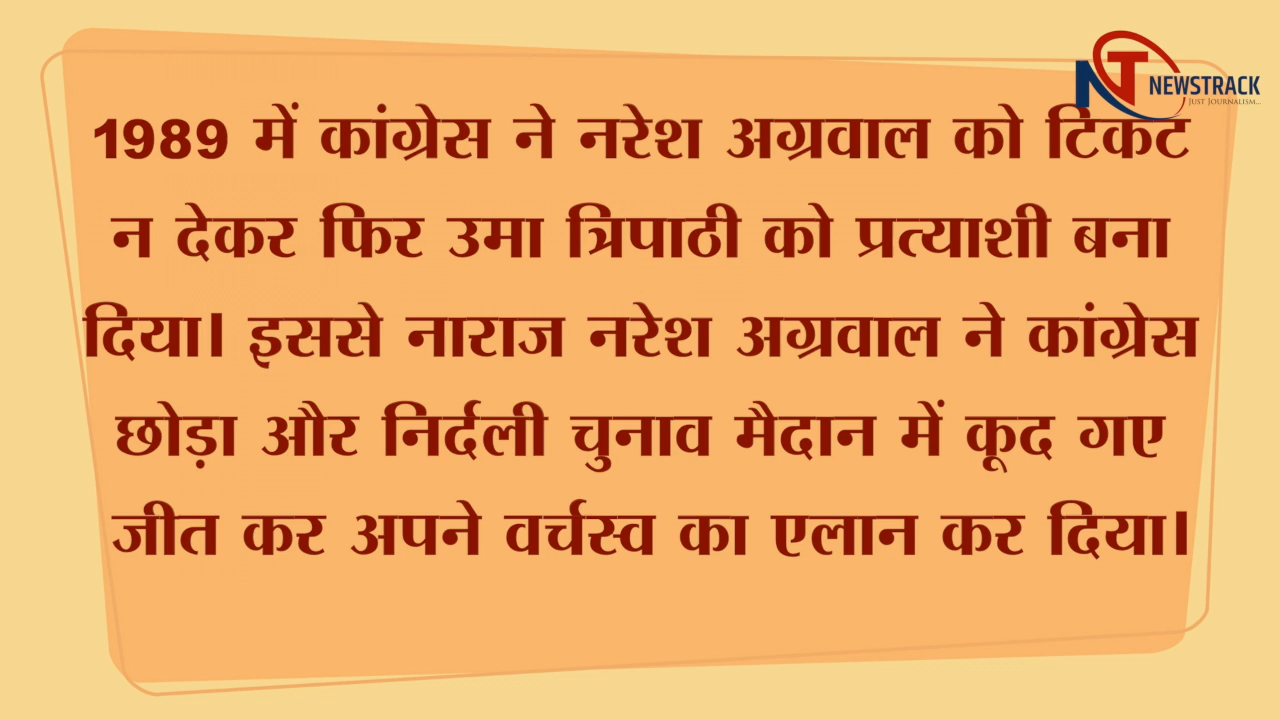 NT NEWSTRACK
JUST JOURNALISM...
1989 में कांग्रेस ने नरेश अग्रवाल को टिकट
न देकर फिर उमा त्रिपाठी को प्रत्याशी बना
दिया। इससे नाराज नरेश अग्रवाल ने कांग्रेस
छोड़ा और निर्दली चुनाव मैदान में कूद गए
जीत कर अपने वर्चस्व का एलान कर दिया।